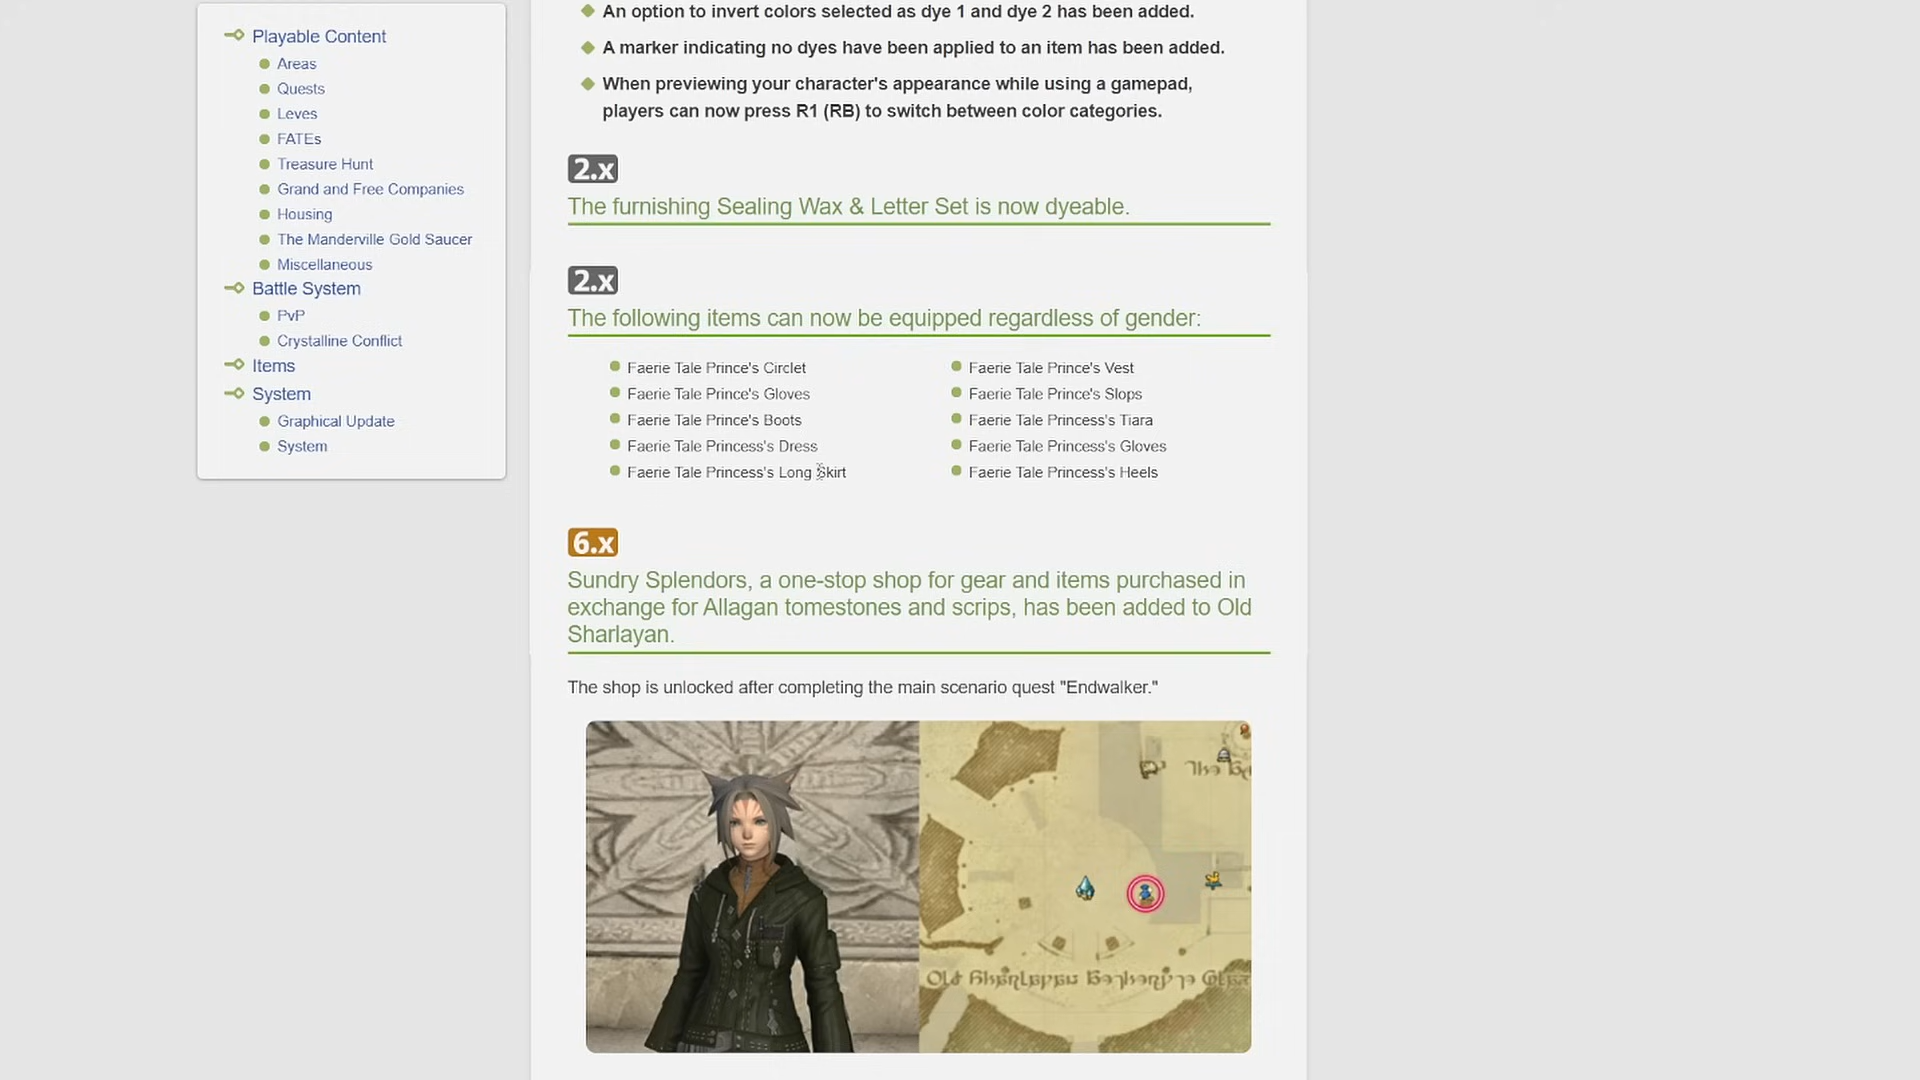 Playable Content
Areas
Quests
Leves
FATEs
Treasure Hunt
Grand and Free Companies
Housing
The Manderville Gold Saucer
Miscellaneous
Battle System
PvP
Crystalline Conflict
Items
System
Graphical Update
System
An option to invert colors selected as dye 1 and dye 2 has been added.
A marker indicating no dyes have been applied to an item has been added.
When previewing your character's appearance while using a gamepad,
players can now press R1 (RB) to switch between color categories.
2.x
The furnishing Sealing Wax & Letter Set is now dyeable.
2.x
The following items can now be equipped regardless of gender:
Faerie Tale Prince's Circlet
Faerie Tale Prince's Vest
Faerie Tale Prince's Gloves
Faerie Tale Prince's Slops
Faerie Tale Prince's Boots
Faerie Tale Princess's Tiara
Faerie Tale Princess's Dress
Faerie Tale Princess's Gloves
Faerie Tale Princess's Long Skirt
Faerie Tale Princess's Heels
6.x
Sundry Splendors, a one-stop shop for gear and items purchased in
exchange for Allagan tomestones and scrips, has been added to Old
Sharlayan.
The shop is unlocked after completing the main scenario quest "Endwalker."